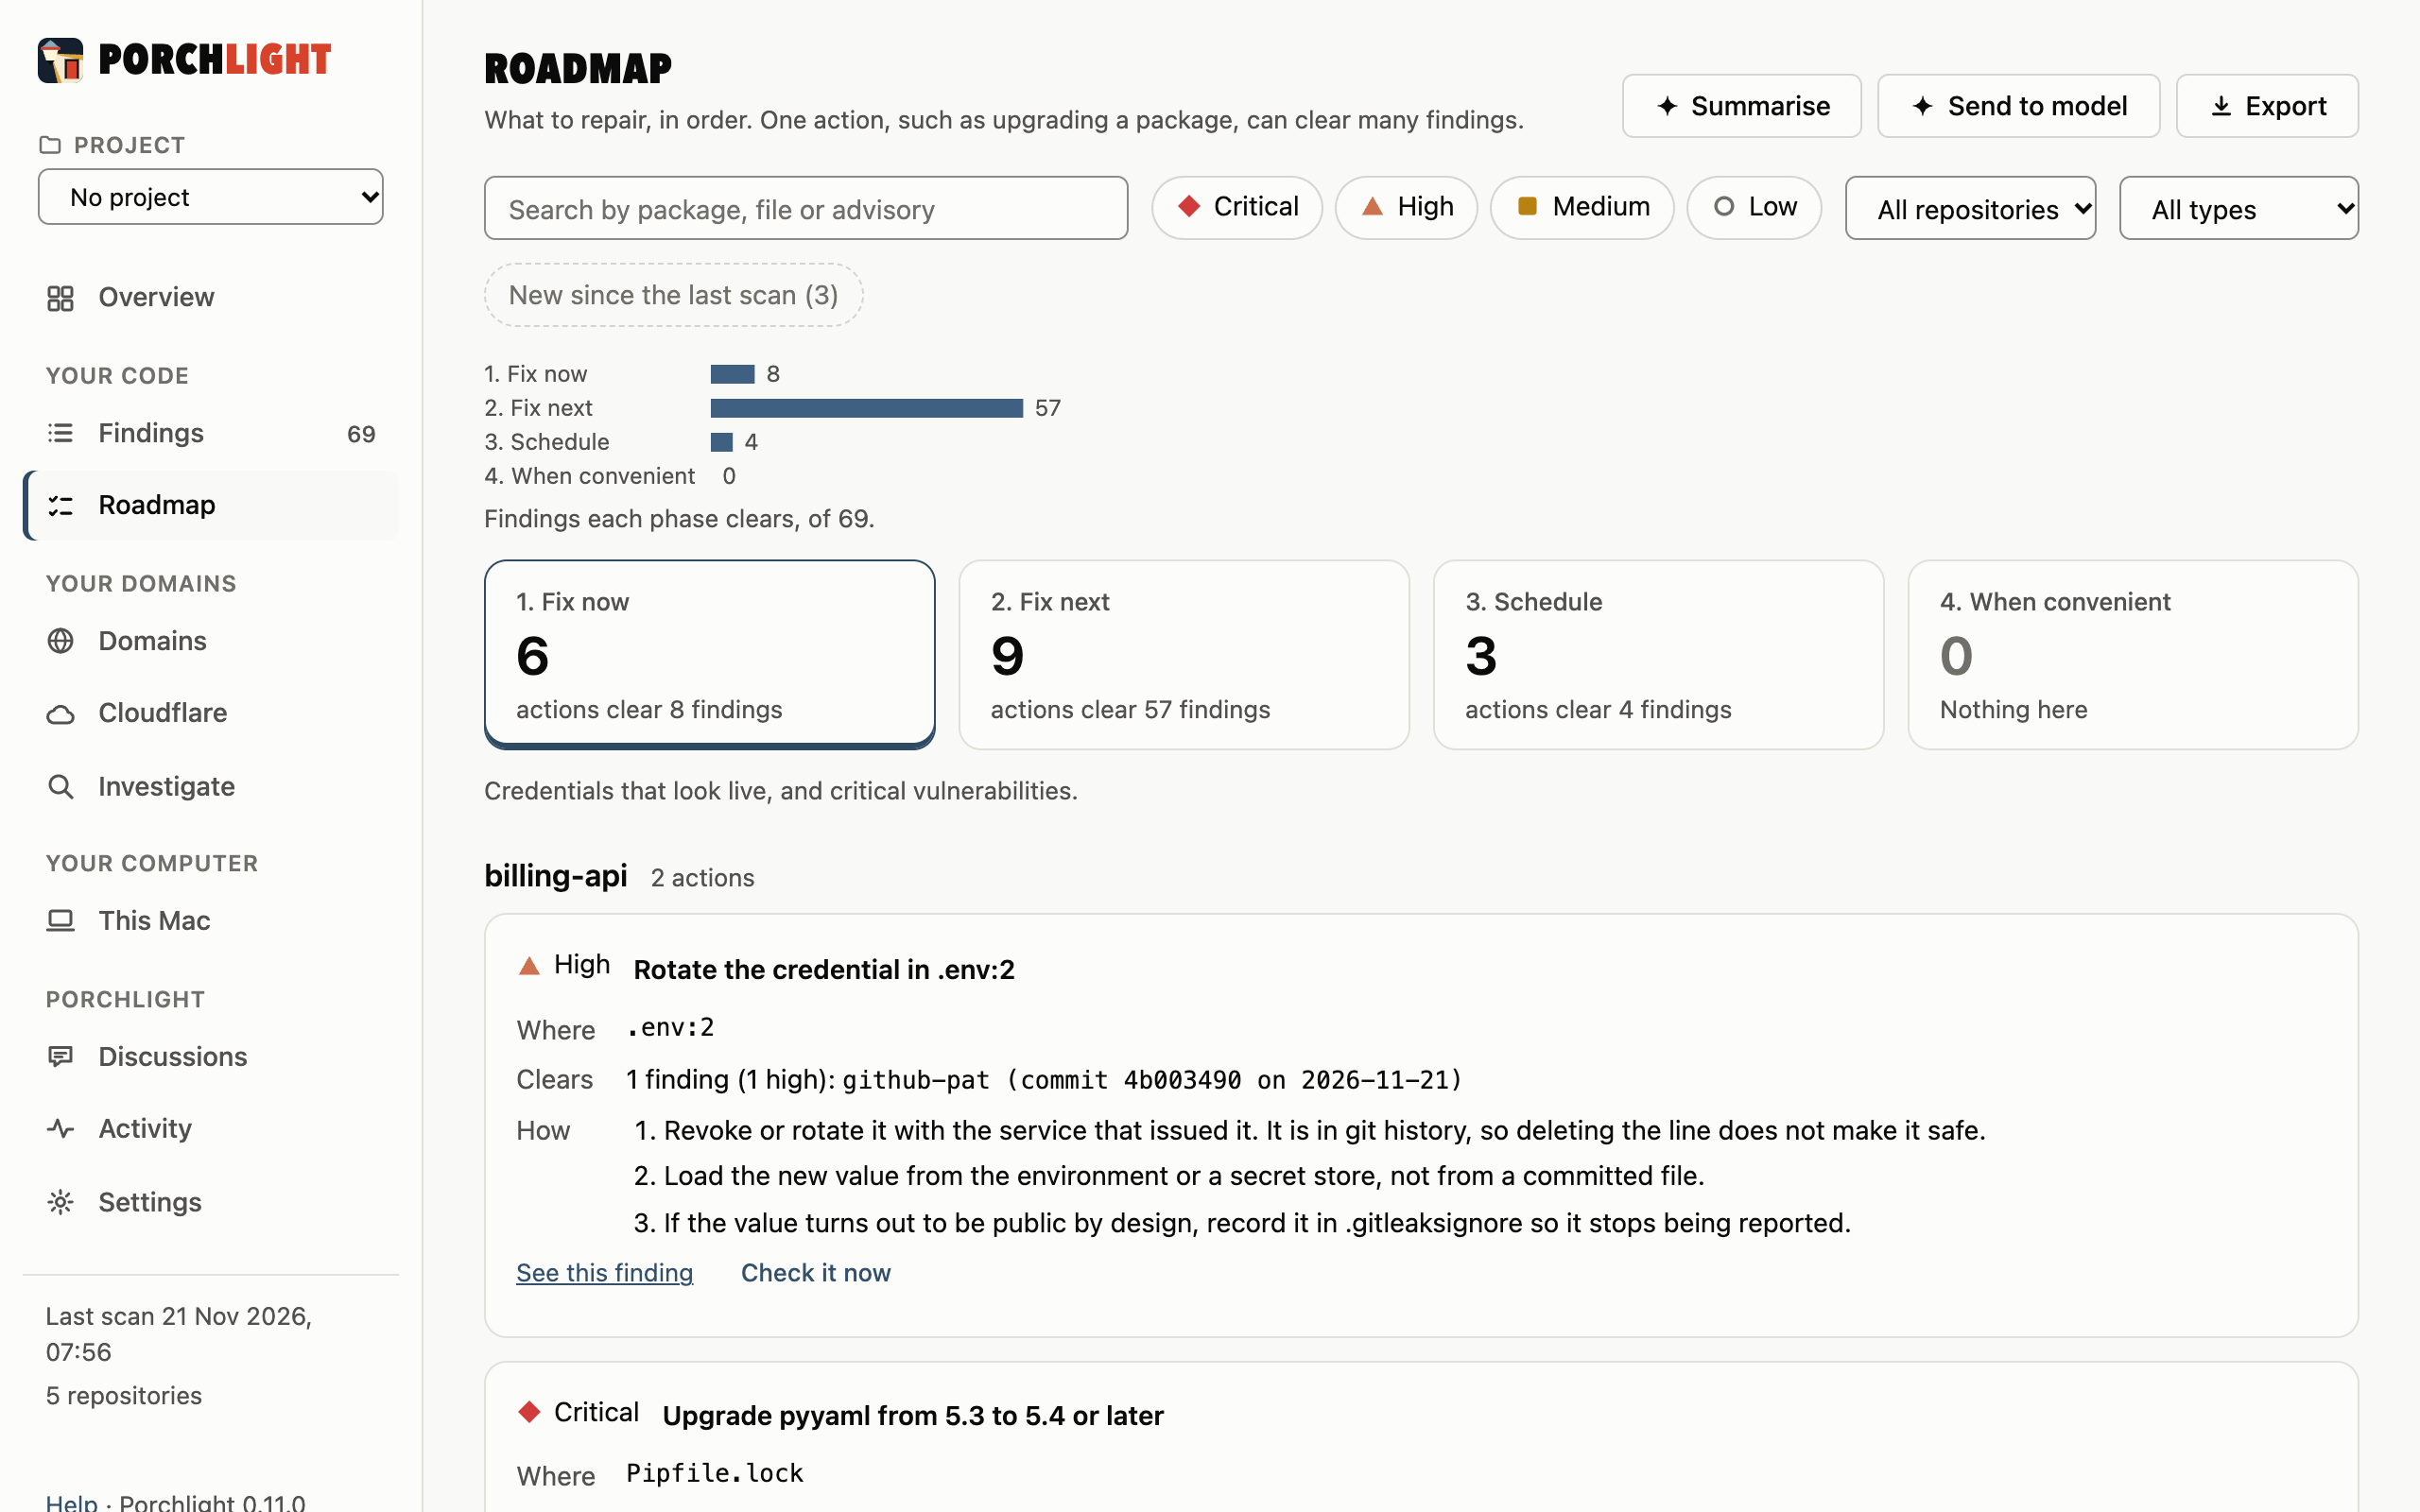 PORCHLIGHT
PROJECT
No project
Overview
YOUR CODE
Findings 69
Roadmap
YOUR DOMAINS
Domains
Cloudflare
Investigate
YOUR COMPUTER
This Mac
PORCHLIGHT
Discussions
Activity
Settings
Last scan 21 Nov 2026,
07:56
5 repositories
Help · Porchlight 0.11.0
ROADMAP
What to repair, in order. One action, such as upgrading a package, can clear many findings.
Summarise
Send to model
Export
Search by package, file or advisory
Critical
High
Medium
Low
All repositories
All types
New since the last scan (3)
1. Fix now 8
2. Fix next 57
3. Schedule 4
4. When convenient 0
Findings each phase clears, of 69.
1. Fix now
6
actions clear 8 findings
2. Fix next
9
actions clear 57 findings
3. Schedule
3
actions clear 4 findings
4. When convenient
0
Nothing here
Credentials that look live, and critical vulnerabilities.
billing-api 2 actions
High Rotate the credential in .env:2
Where .env:2
Clears 1 finding (1 high): github-pat (commit 4b003490 on 2026-11-21)
How 1. Revoke or rotate it with the service that issued it. It is in git history, so deleting the line does not make it safe.
2. Load the new value from the environment or a secret store, not from a committed file.
3. If the value turns out to be public by design, record it in .gitleaksignore so it stops being reported.
See this finding Check it now
Critical Upgrade pyyaml from 5.3 to 5.4 or later
Where Pipfile.lock